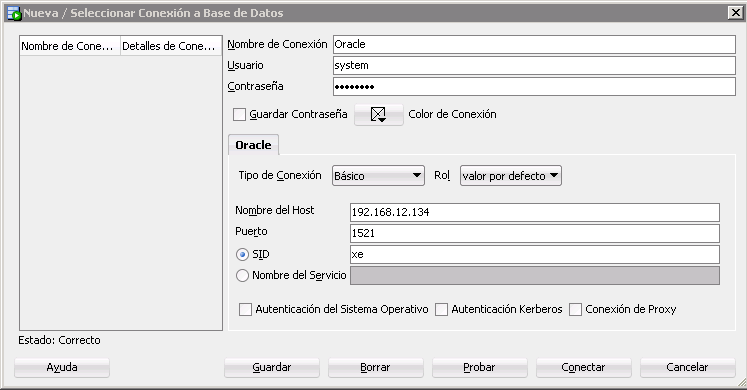 Nueva / Seleccionar Conexión a Base de Datos
Nombre de Cone... Detalles de Cone...
Nombre de Conexión Oracle
Usuario system
Contraseña ••••••••
Guardar Contraseña Color de Conexión
Oracle
Tipo de Conexión Básico Rol valor por defecto
Nombre del Host 192.168.12.134
Puerto 1521
SID xe
Nombre del Servicio
Autenticación del Sistema Operativo Autenticación Kerberos Conexión de Proxy
Estado: Correcto
Ayuda Guardar Borrar Probar Conectar Cancelar